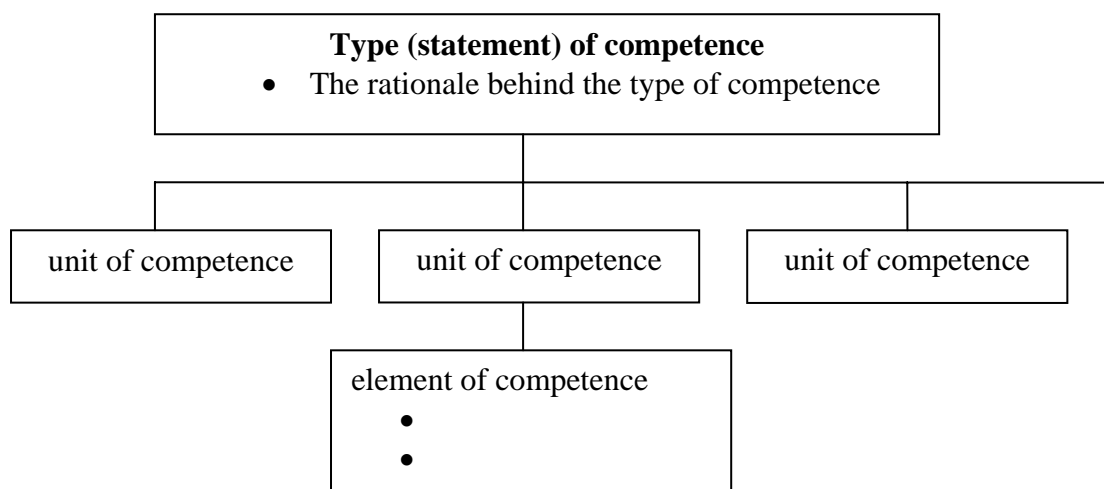 Type (statement) of competence
• The rationale behind the type of competence
unit of competence
unit of competence
unit of competence
element of competence
•
•